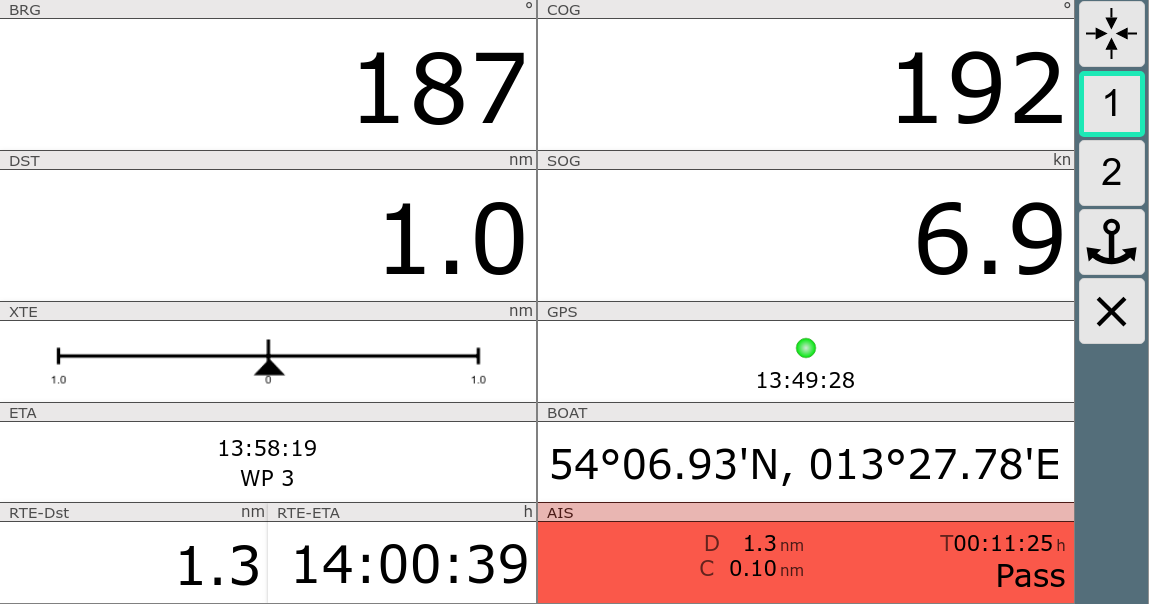 BRG °
187
COG °
192
DST nm
1.0
SOG kn
6.9
XTE nm
1.0 0 1.0
GPS
13:49:28
ETA
13:58:19
WP 3
BOAT
54°06.93'N, 013°27.78'E
RTE-Dst nm
1.3
RTE-ETA h
14:00:39
AIS
D 1.3 nm
C 0.10 nm
T00:11:25 h
Pass
1
2